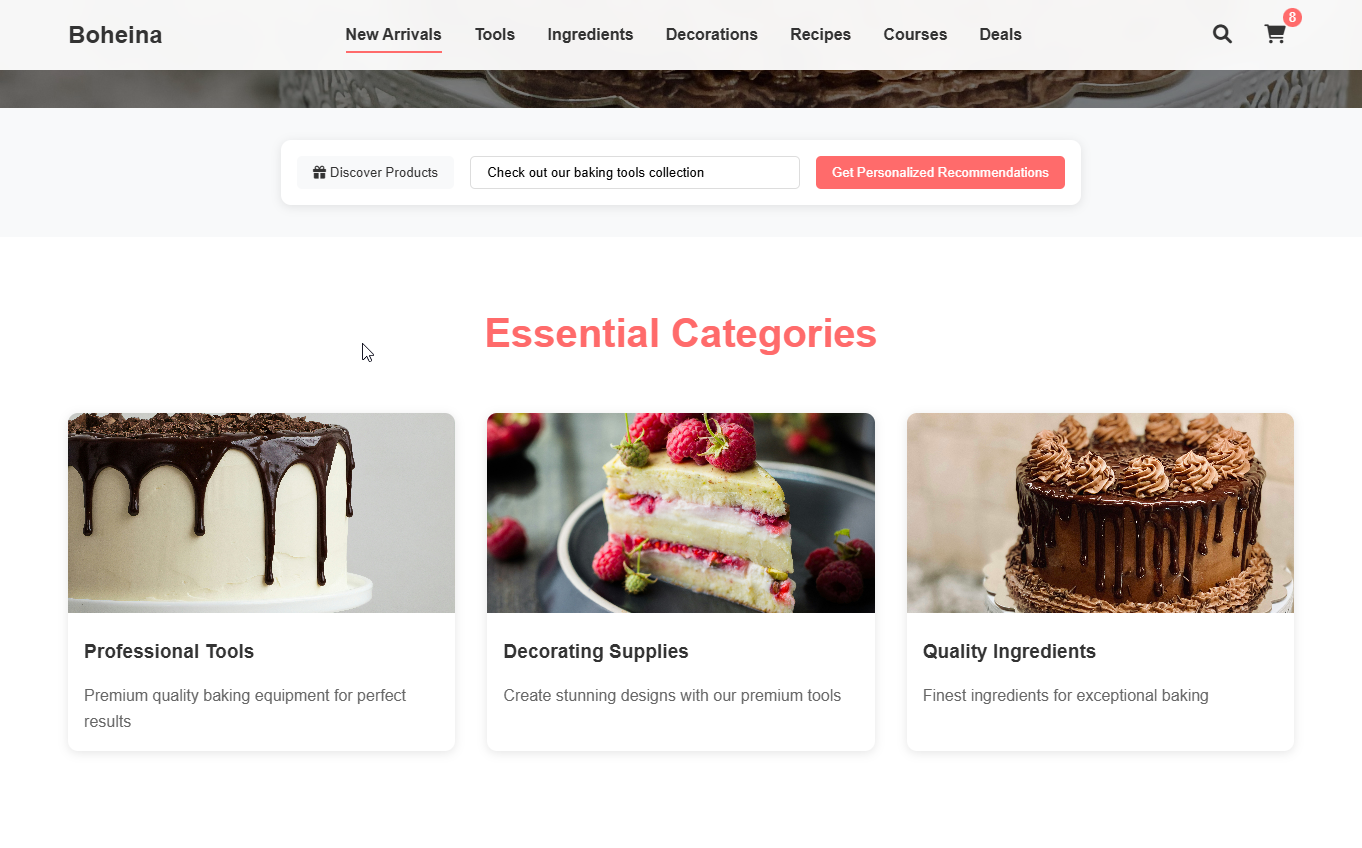 Boheina
New Arrivals
Tools
Ingredients
Decorations
Recipes
Courses
Deals
8
Discover Products
Check out our baking tools collection
Get Personalized Recommendations
Essential Categories
Professional Tools
Premium quality baking equipment for perfect
results
Decorating Supplies
Create stunning designs with our premium tools
Quality Ingredients
Finest ingredients for exceptional baking